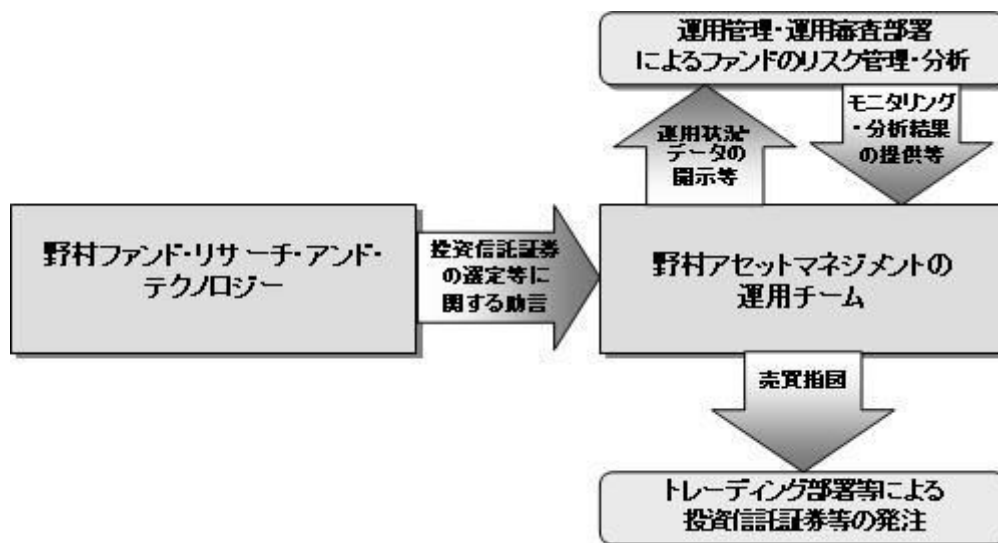 運用管理・運用審査部署
によるファンドのリスク管理・分析
運用状況・
データの
開示等
モニタリング
・分析結果
の提供等
野村ファンド・リサーチ・アンド・
テクノロジー
投資信託証券
の選定等に
関する助言
野村アセットマネジメントの
運用チーム
売買指図
トレーディング部署等による
投資信託証券等の発注